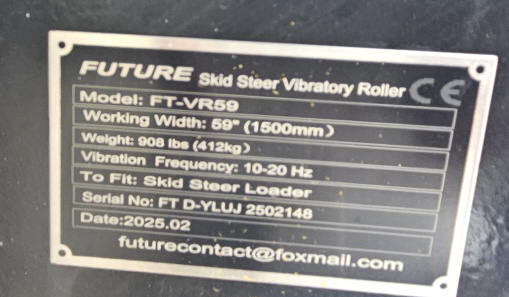 FUTURE Skid Steer Vibratory Roller CE
Model: FT-VR59
Working Width: 59" (1500mm)
Weight: 908 lbs (412kg)
Vibration Frequency: 10-20 Hz
To Fit: Skid Steer Loader
Serial No: FT D-YLUJ 2502148
Date:2025.02
futurecontact@foxmail.com